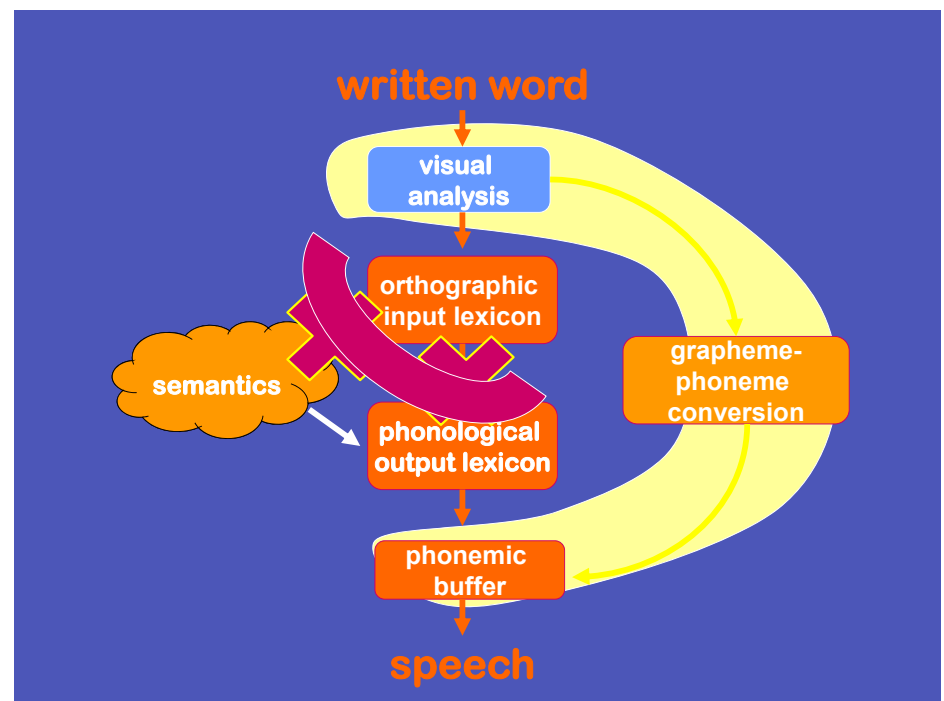 written word
visual
analysis
orthographic
input lexicon
semantics
grapheme-
phoneme
conversion
phonological
output lexicon
phonemic
buffer
speech